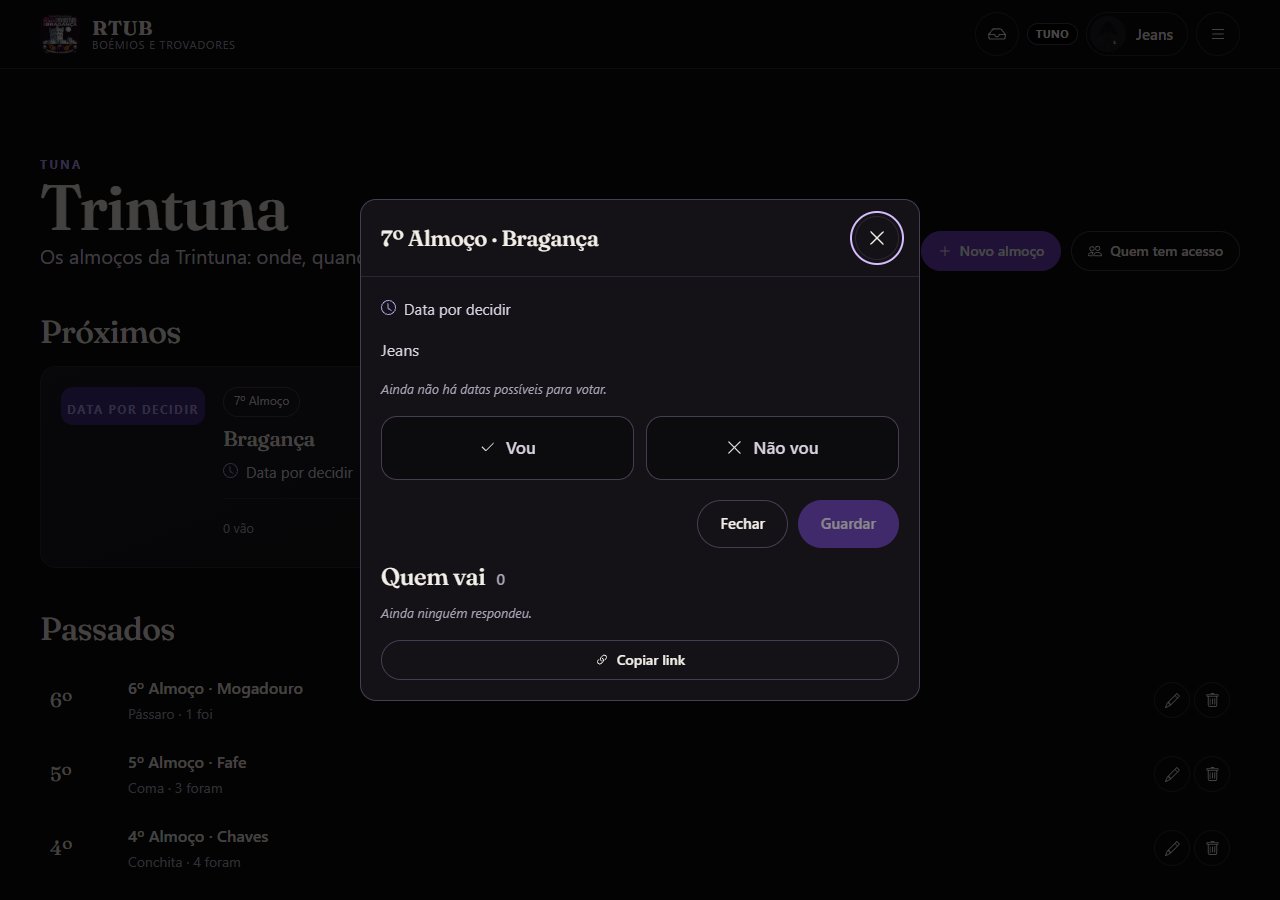 RTUB
BOÉMIOS E TROVADORES
TUNO
Jeans
TUNA
Trintuna
Os almoços da Trintuna: onde, quand
Novo almoço
Quem tem acesso
Próximos
DATA POR DECIDIR
7º Almoço
Bragança
Data por decidir
0 vão
7º Almoço · Bragança
Data por decidir
Jeans
Ainda não há datas possíveis para votar.
Vou
Não vou
Fechar
Guardar
Quem vai 0
Ainda ninguém respondeu.
Copiar link
Passados
6º
6º Almoço · Mogadouro
Pássaro · 1 foi
5º
5º Almoço · Fafe
Coma · 3 foram
4º
4º Almoço · Chaves
Conchita · 4 foram